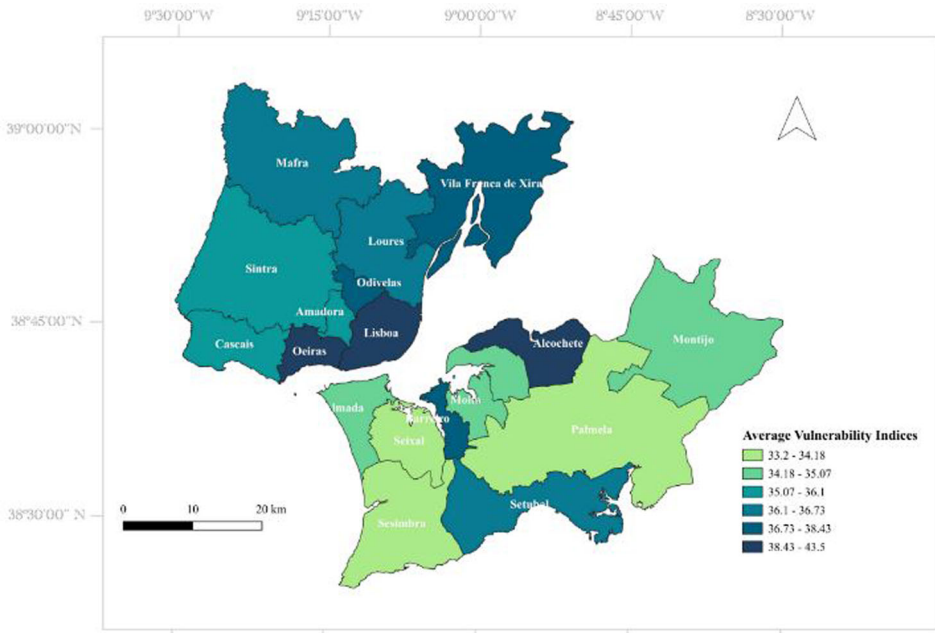 9°30'00"W 9°15'00"W 9°00'00"W 8°45'00"W 8°30'00"W
39°00'00"N
Mafra
Vila Franca de Xira
Loures
Sintra
Odivelas
38°45'00"N
Amadora
Lisboa
Cascais
Oeiras
Alcochete
Montijo
lmada
Moita
Barreiro
Seixal
Palmela
Average Vulnerability Indices
33.2 - 34.18
34.18 - 35.07
35.07 - 36.1
36.1 - 36.73
36.73 - 38.43
38.43 - 43.5
38°30'00"N
Setubal
Sesimbra
0 10 20 km